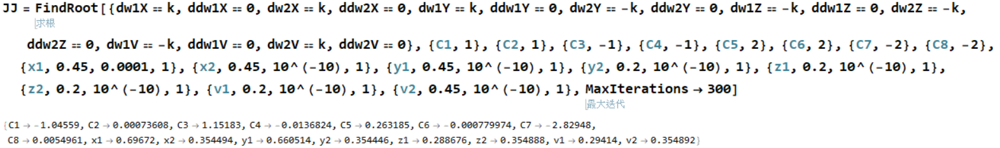 JJ = FindRoot[{dw1X == k, ddw1X == 0, dw2X == k, ddw2X == 0, dw1Y == k, ddw1Y == 0, dw2Y == -k, ddw2Y == 0, dw1Z == -k, ddw1Z == 0, dw2Z == -k,
求根
ddw2Z == 0, dw1V == -k, ddw1V == 0, dw2V == k, ddw2V == 0}, {C1, 1}, {C2, 1}, {C3, -1}, {C4, -1}, {C5, 2}, {C6, 2}, {C7, -2}, {C8, -2},
{x1, 0.45, 0.0001, 1}, {x2, 0.45, 10^(-10), 1}, {y1, 0.45, 10^(-10), 1}, {y2, 0.2, 10^(-10), 1}, {z1, 0.2, 10^(-10), 1},
{z2, 0.2, 10^(-10), 1}, {v1, 0.2, 10^(-10), 1}, {v2, 0.45, 10^(-10), 1}, MaxIterations → 300]
最大迭代
{C1 → -1.04559, C2 → 0.00073608, C3 → 1.15183, C4 → -0.0136824, C5 → 0.263185, C6 → -0.000779974, C7 → -2.82948,
C8 → 0.0054961, x1 → 0.69672, x2 → 0.354494, y1 → 0.660514, y2 → 0.354446, z1 → 0.288676, z2 → 0.354888, v1 → 0.29414, v2 → 0.354892}